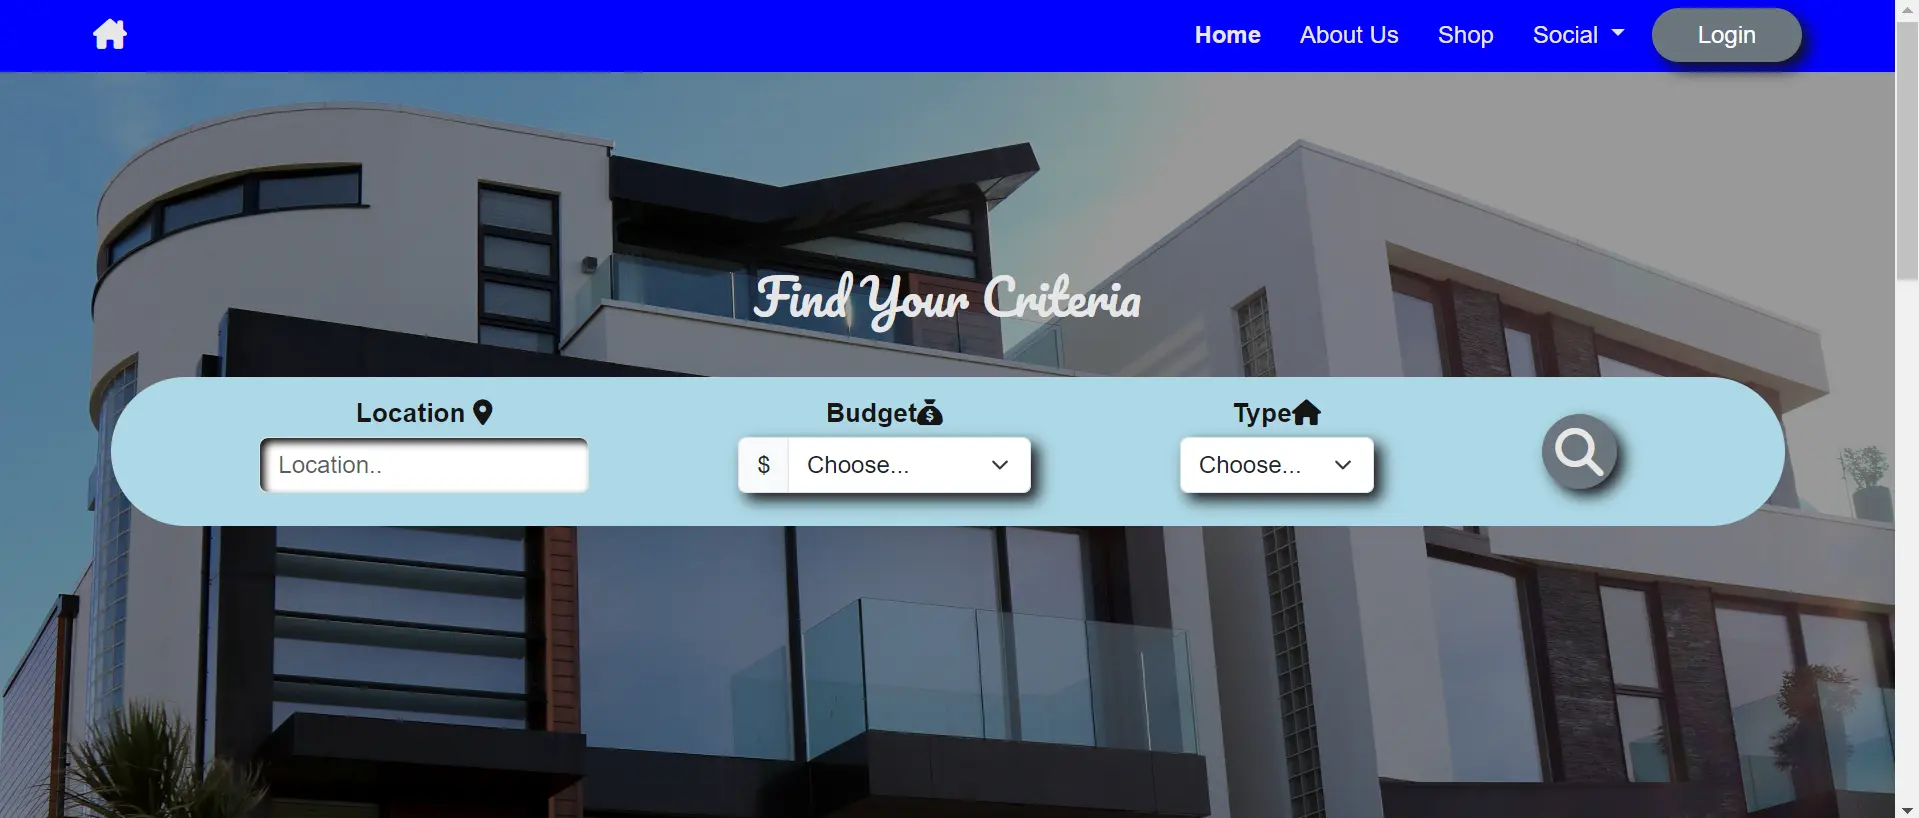 Home About Us Shop Social Login
Find Your Criteria
Location Budget Type
Location.. $ Choose... Choose...